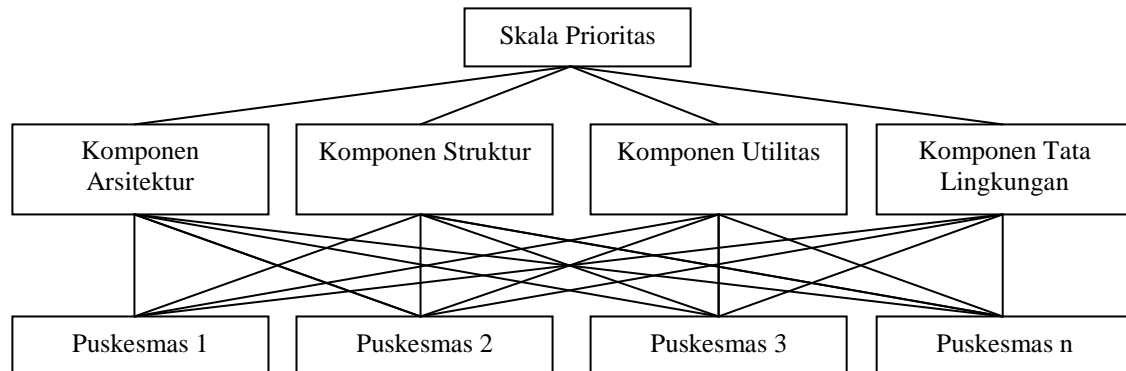 Skala Prioritas
Komponen
Arsitektur
Komponen Struktur
Komponen Utilitas
Komponen Tata
Lingkungan
Puskesmas 1
Puskesmas 2
Puskesmas 3
Puskesmas n